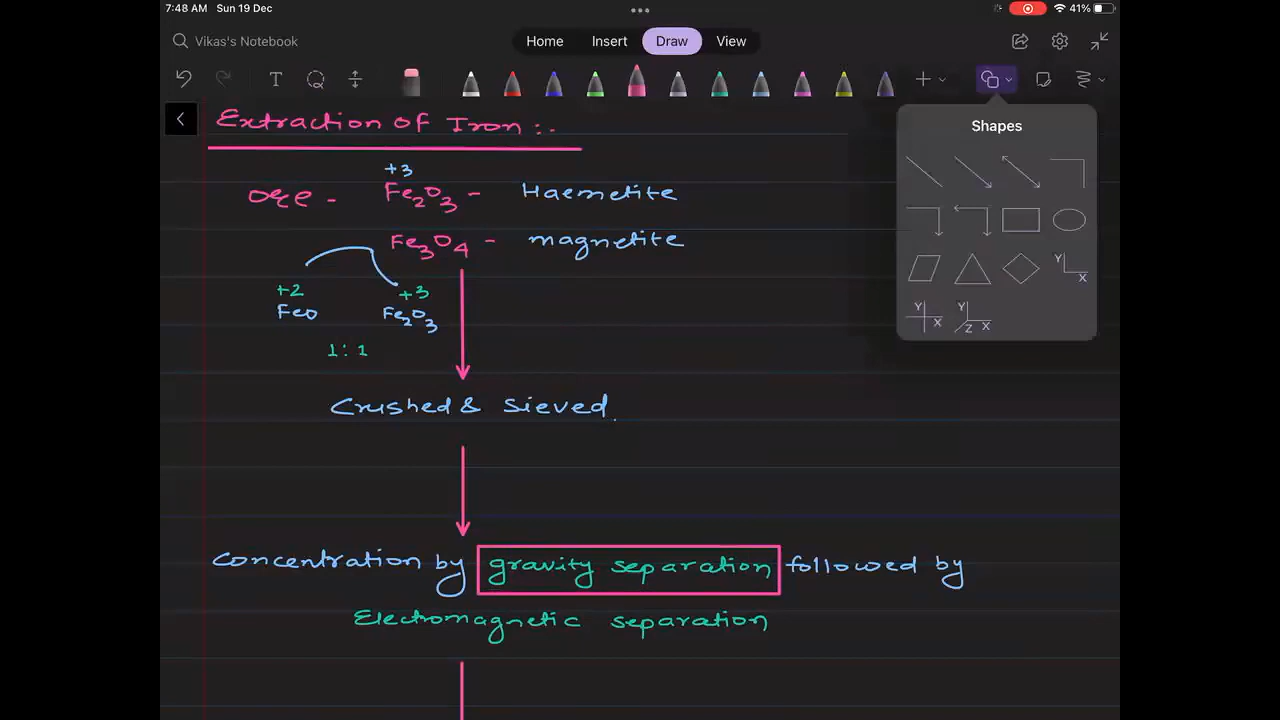 7:48 AM Sun 19 Dec
41%
Vikas's Notebook
Home Insert Draw View
T
Shapes
Extraction of Iron:-
Ore - Fe2O3 - Haemetite
+3
Fe3O4 - magnetite
+2 +3
FeO Fe2O3
1:1
Crushed & Sieved.
Concentration by gravity separation followed by
Electromagnetic separation
Y X
Y X
Y Z X